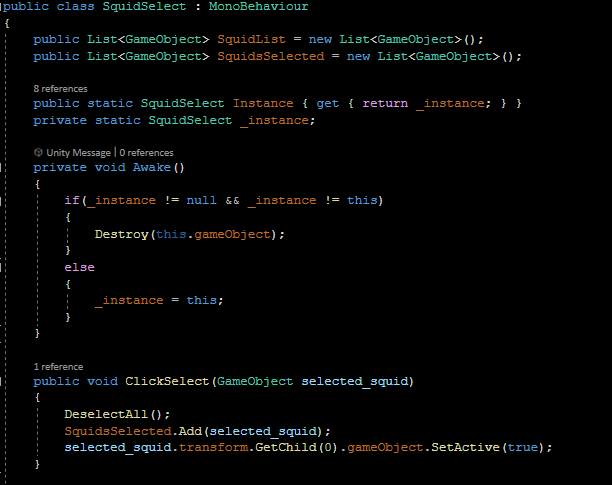 public class SquidSelect : MonoBehaviour
{
public List<GameObject> SquidList = new List<GameObject>();
public List<GameObject> SquidsSelected = new List<GameObject>();
8 references
public static SquidSelect Instance { get { return _instance; } }
private static SquidSelect _instance;
Unity Message | 0 references
private void Awake()
{
if(_instance != null && _instance != this)
{
Destroy(this.gameObject);
}
else
{
_instance = this;
}
}
1 reference
public void ClickSelect(GameObject selected_squid)
{
DeselectAll();
SquidsSelected.Add(selected_squid);
selected_squid.transform.GetChild(0).gameObject.SetActive(true);
}